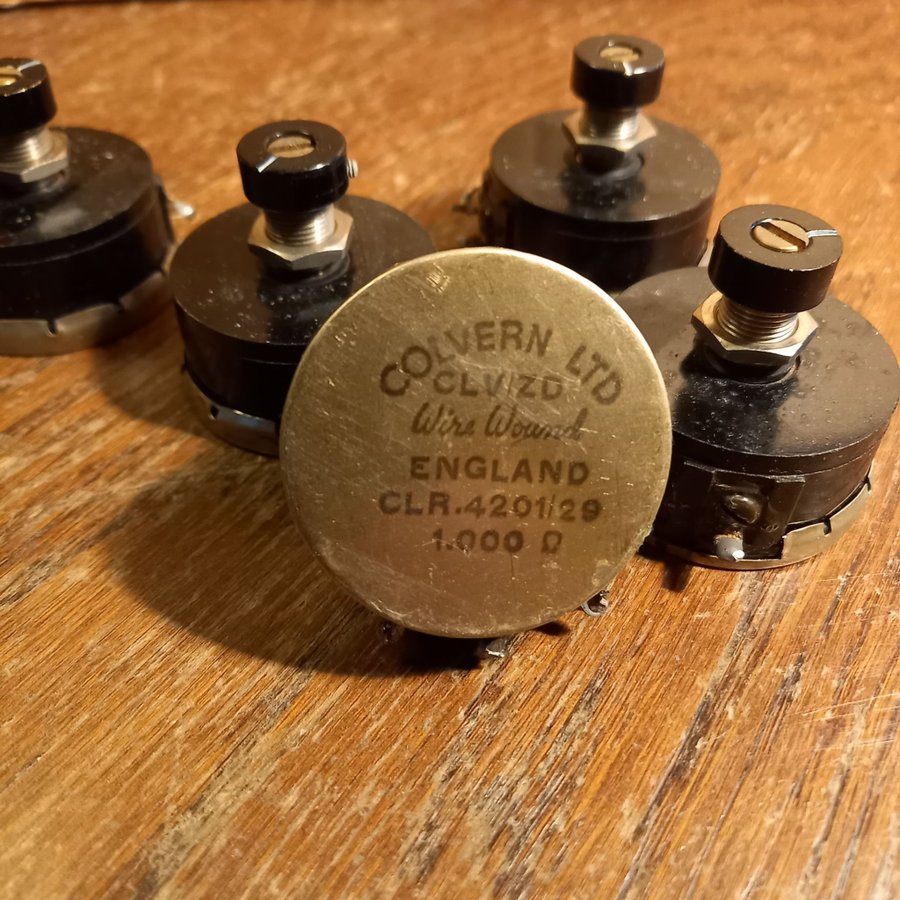 COLVERN LTD
CLV/ZD
Wire Wound
ENGLAND
CLR.4201/29
1.000 Ω